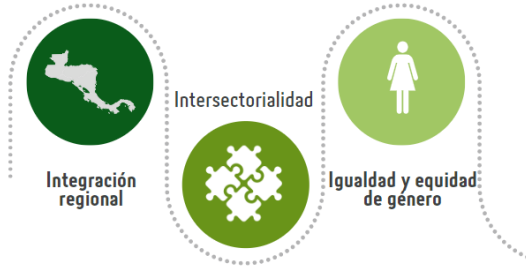 Integración
regional
Intersectorialidad
Igualdad y equidad
de género